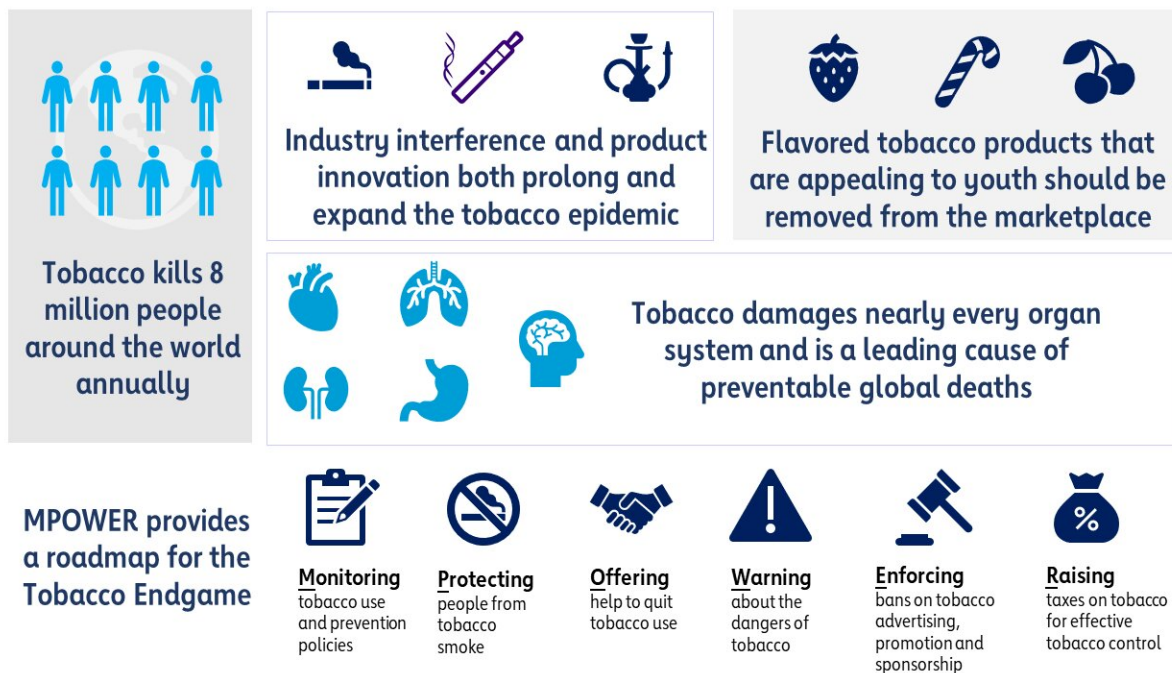 Tobacco kills 8
million people
around the world
annually
Industry interference and product
innovation both prolong and
expand the tobacco epidemic
Flavored tobacco products that
are appealing to youth should be
removed from the marketplace
Tobacco damages nearly every organ
system and is a leading cause of
preventable global deaths
MPOWER provides
a roadmap for the
Tobacco Endgame
Monitoring
tobacco use
and prevention
policies
Protecting
people from
tobacco
smoke
Offering
help to quit
tobacco use
Warning
about the
dangers of
tobacco
Enforcing
bans on tobacco
advertising,
promotion and
sponsorship
%
Raising
taxes on tobacco
for effective
tobacco control